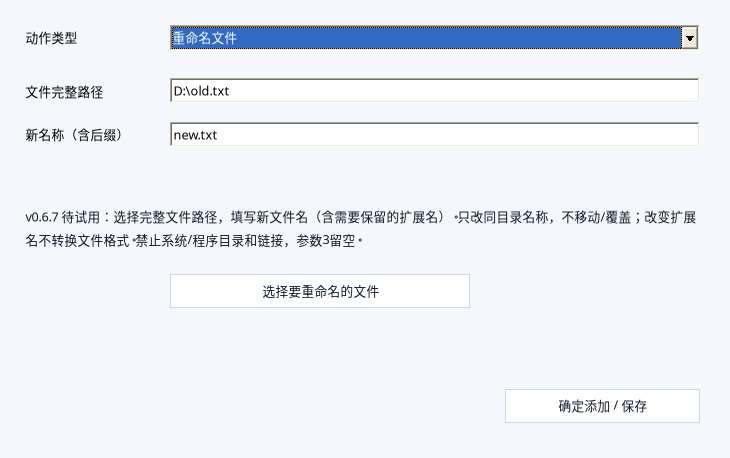 动作类型
重命名文件
文件完整路径
D:\old.txt
新名称（含后缀）
new.txt
v0.6.7 待试用：选择完整文件路径，填写新文件名（含需要保留的扩展名）。只改同目录名称，不移动/覆盖；改变扩展
名不转换文件格式。禁止系统/程序目录和链接，参数3留空。
选择要重命名的文件
确定添加 / 保存